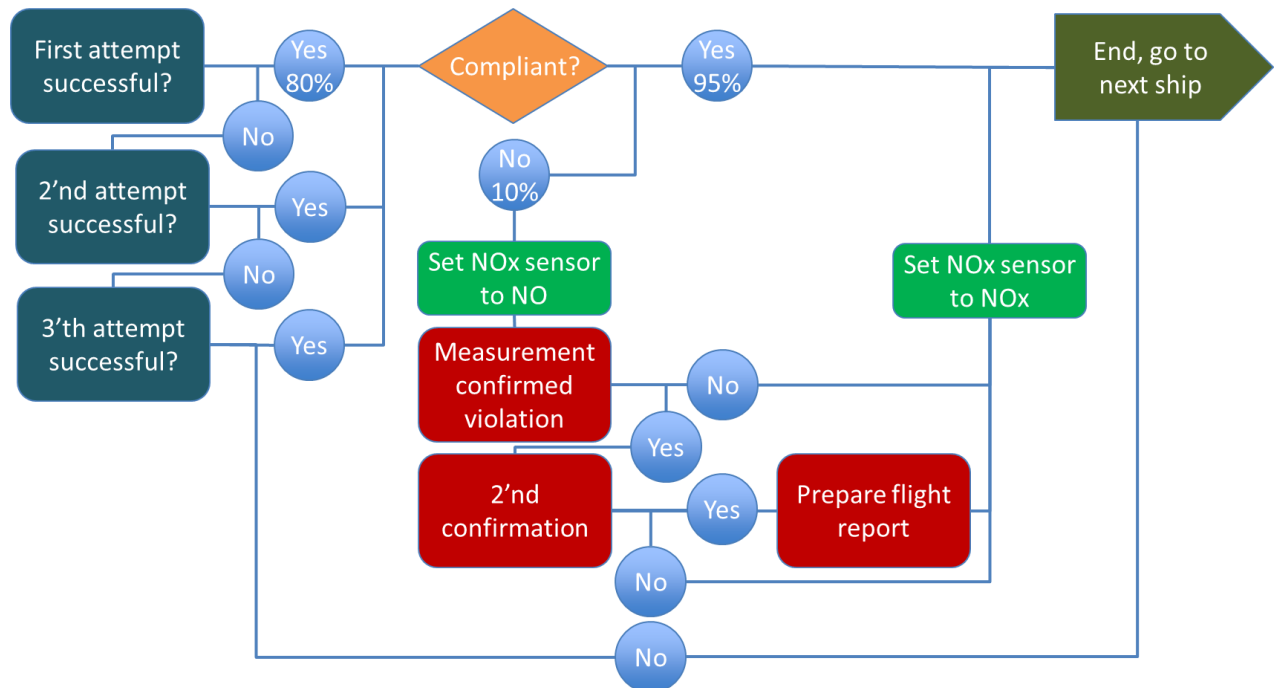 First attempt
successful?
Yes
80%
Compliant?
Yes
95%
End, go to
next ship
No
No
10%
2'nd attempt
successful?
Yes
No
Set NOx sensor
to NO
Set NOx sensor
to NOx
3'th attempt
successful?
Yes
Measurement
confirmed
violation
No
Yes
2'nd
confirmation
Yes
Prepare flight
report
No
No